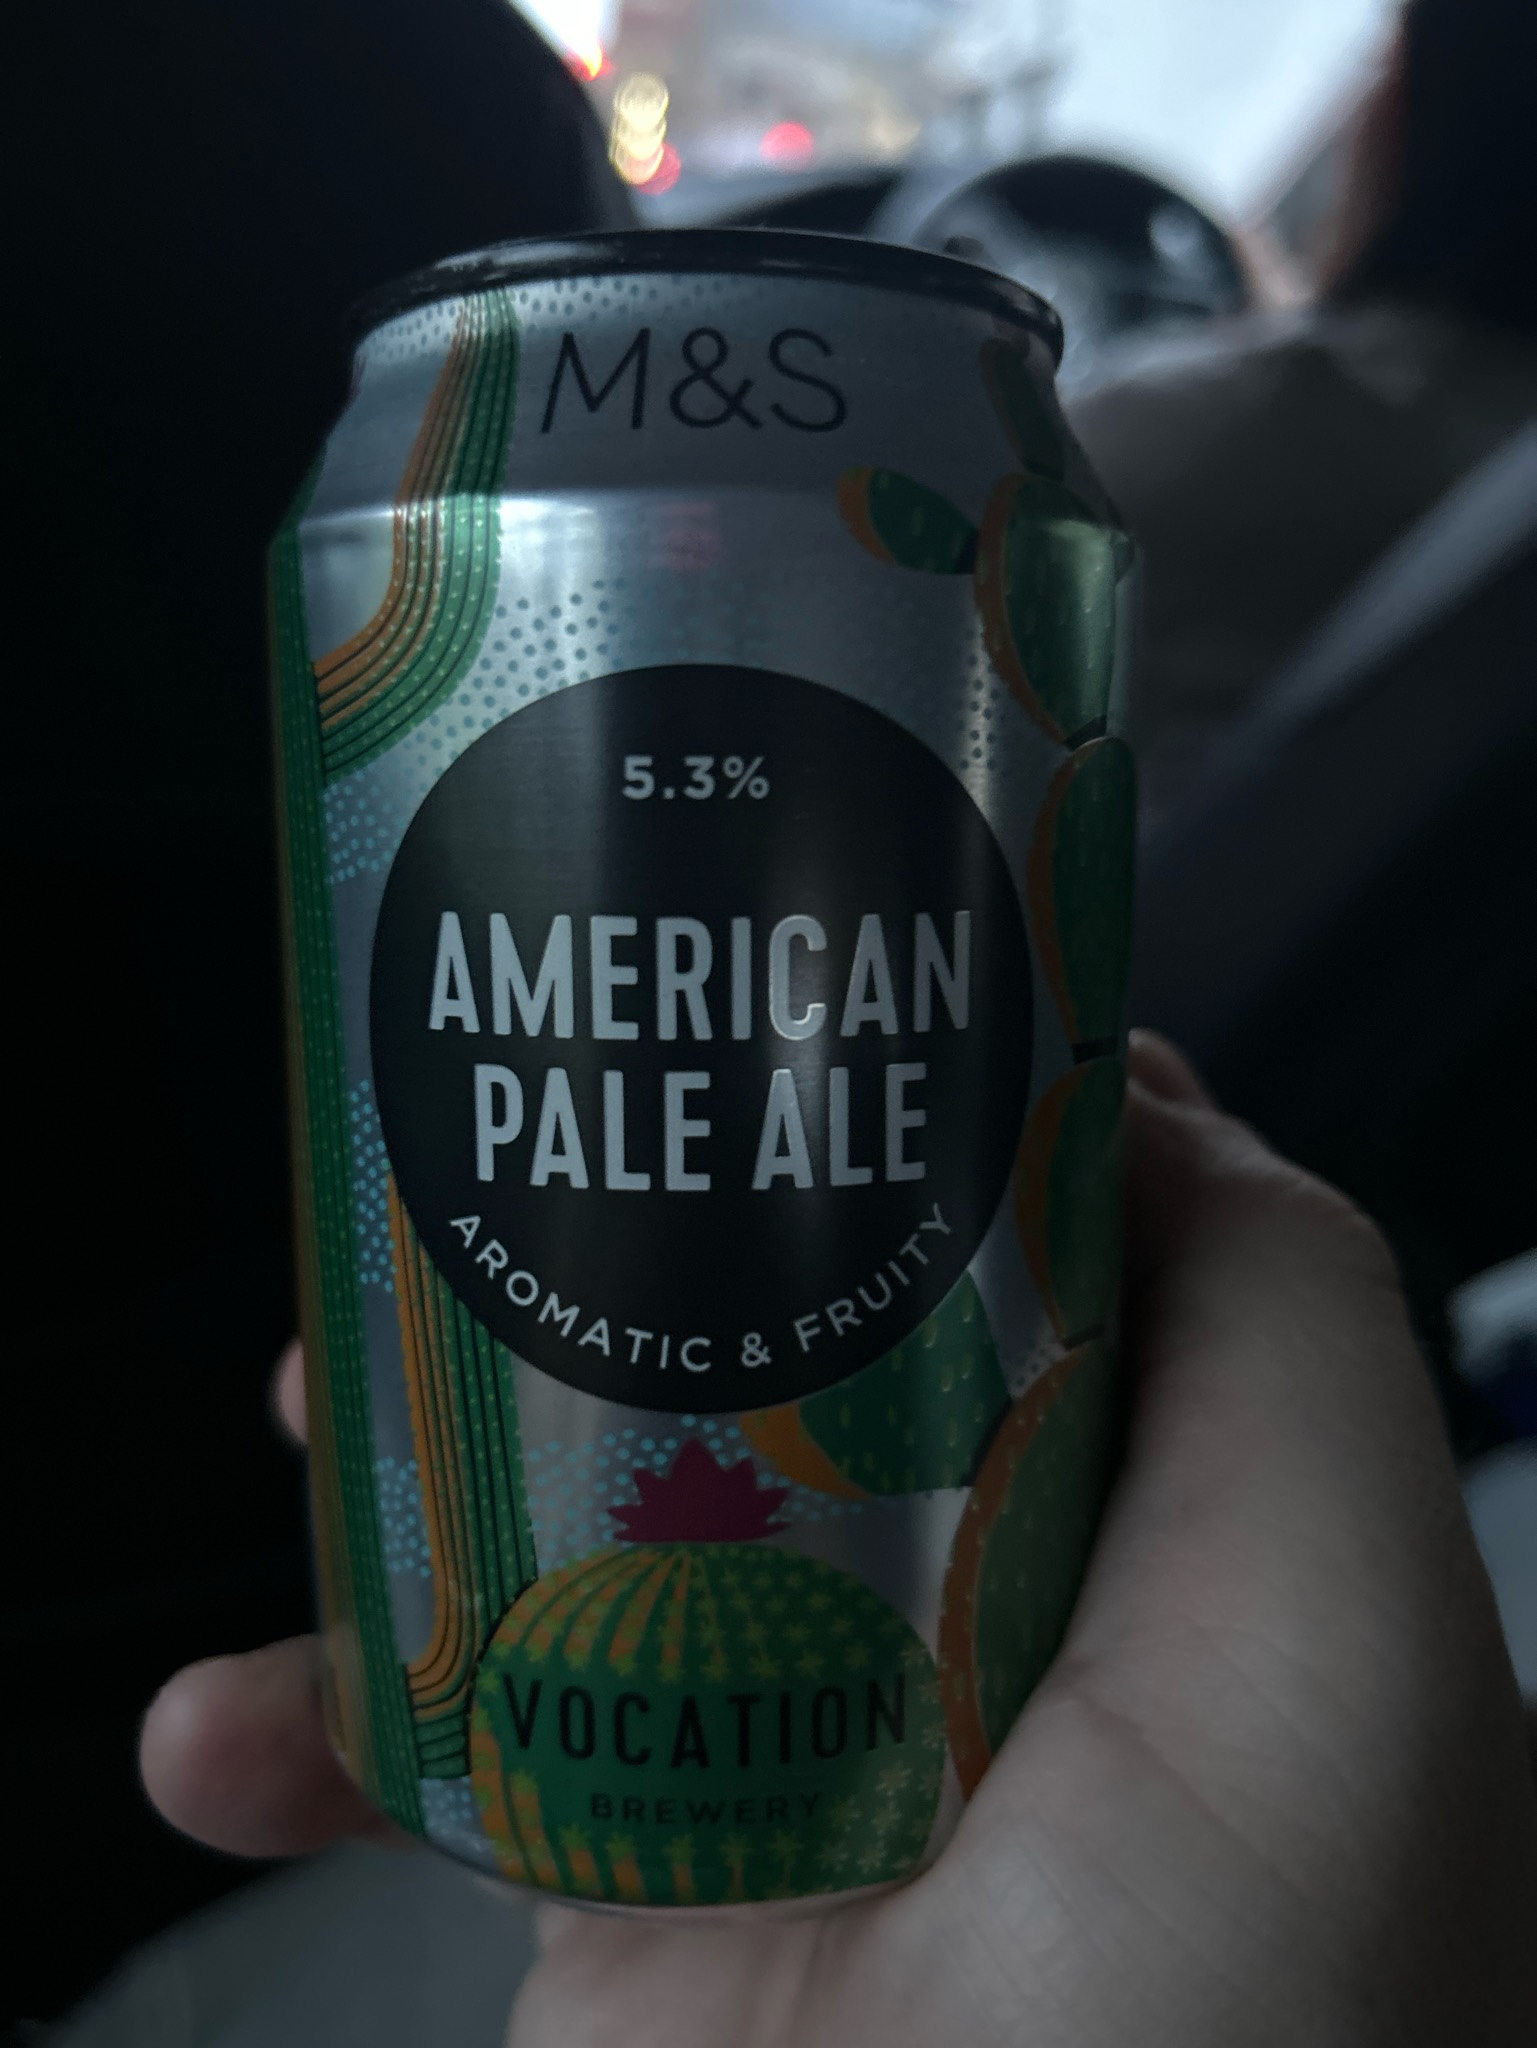 M&S
5.3%
AMERICAN
PALE ALE
AROMATIC & FRUITY
VOCATION
BREWERY